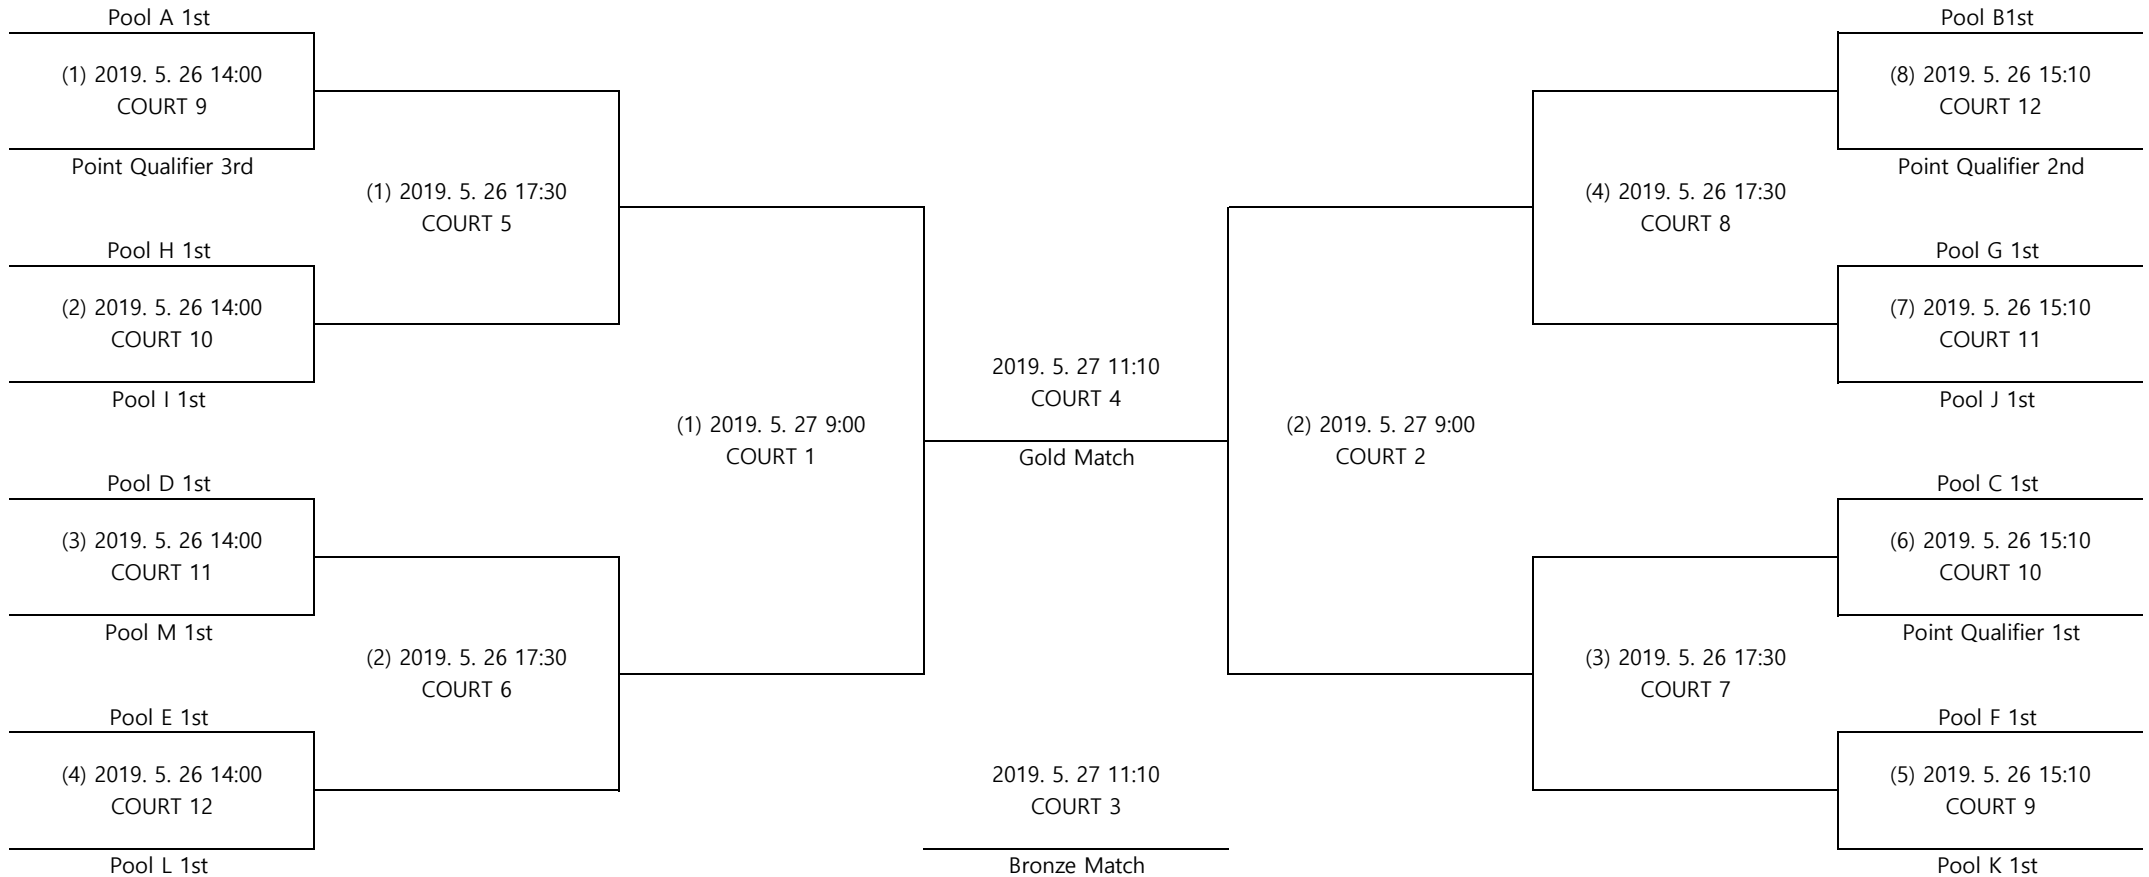 Pool A 1st
(1) 2019. 5. 26 14:00
COURT 9
Point Qualifier 3rd
(1) 2019. 5. 26 17:30
COURT 5
Pool H 1st
(2) 2019. 5. 26 14:00
COURT 10
Pool I 1st
(1) 2019. 5. 27 9:00
COURT 1
Pool D 1st
(3) 2019. 5. 26 14:00
COURT 11
Pool M 1st
(2) 2019. 5. 26 17:30
COURT 6
Pool E 1st
(4) 2019. 5. 26 14:00
COURT 12
Pool L 1st
2019. 5. 27 11:10
COURT 4
Gold Match
2019. 5. 27 11:10
COURT 3
Bronze Match
Pool B1st
(8) 2019. 5. 26 15:10
COURT 12
Point Qualifier 2nd
(4) 2019. 5. 26 17:30
COURT 8
Pool G 1st
(7) 2019. 5. 26 15:10
COURT 11
Pool J 1st
(2) 2019. 5. 27 9:00
COURT 2
Pool C 1st
(6) 2019. 5. 26 15:10
COURT 10
Point Qualifier 1st
(3) 2019. 5. 26 17:30
COURT 7
Pool F 1st
(5) 2019. 5. 26 15:10
COURT 9
Pool K 1st